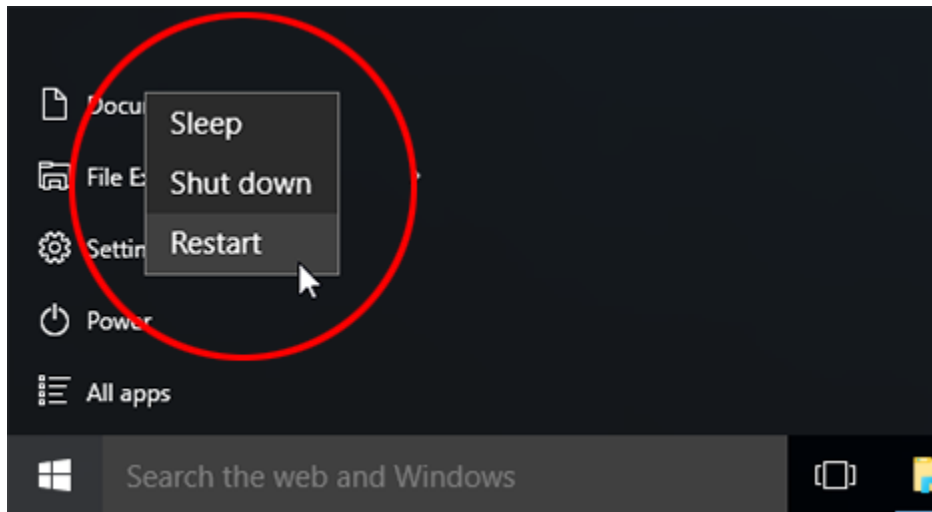 Docu
Sleep
File E
Shut down
Settin
Restart
Power
All apps
Search the web and Windows